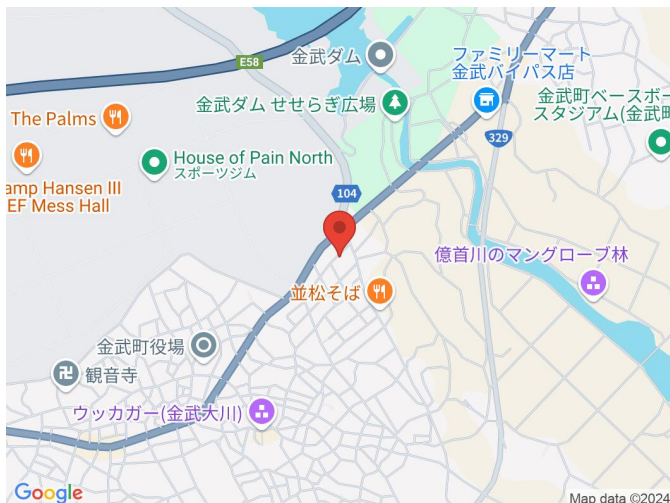 E58
金武ダム
ファミリーマート
金武バイパス店
金武ダム せせらぎ広場
金武町ベースボー
スタジアム(金武町
The Palms
329
House of Pain North
スポーツジム
amp Hansen III
EF Mess Hall
104
億首川のマングローブ林
並松そば
金武町役場
観音寺
ウッカガー(金武大川)
Google
Map data ©2024